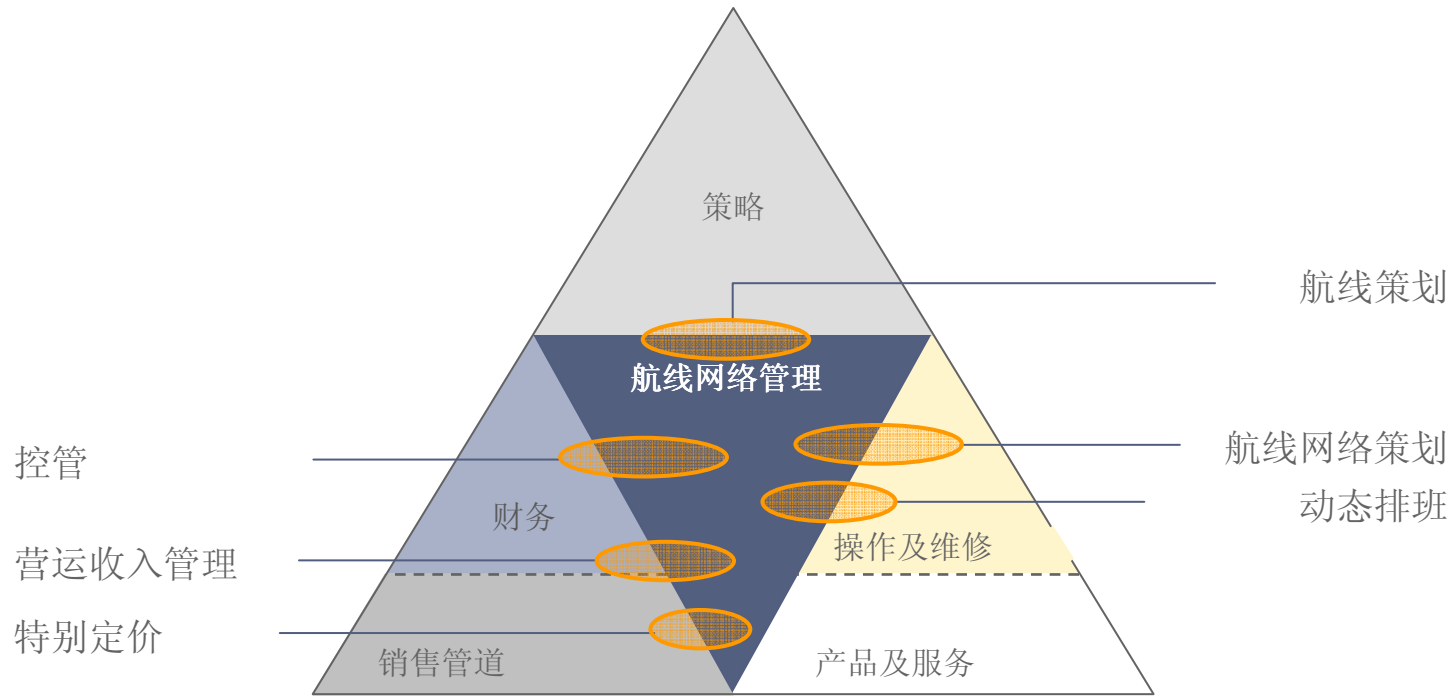 策略
航线策划
航线网络管理
控管
航线网络策划
财务
动态排班
操作及维修
营运收入管理
特别定价
销售管道
产品及服务